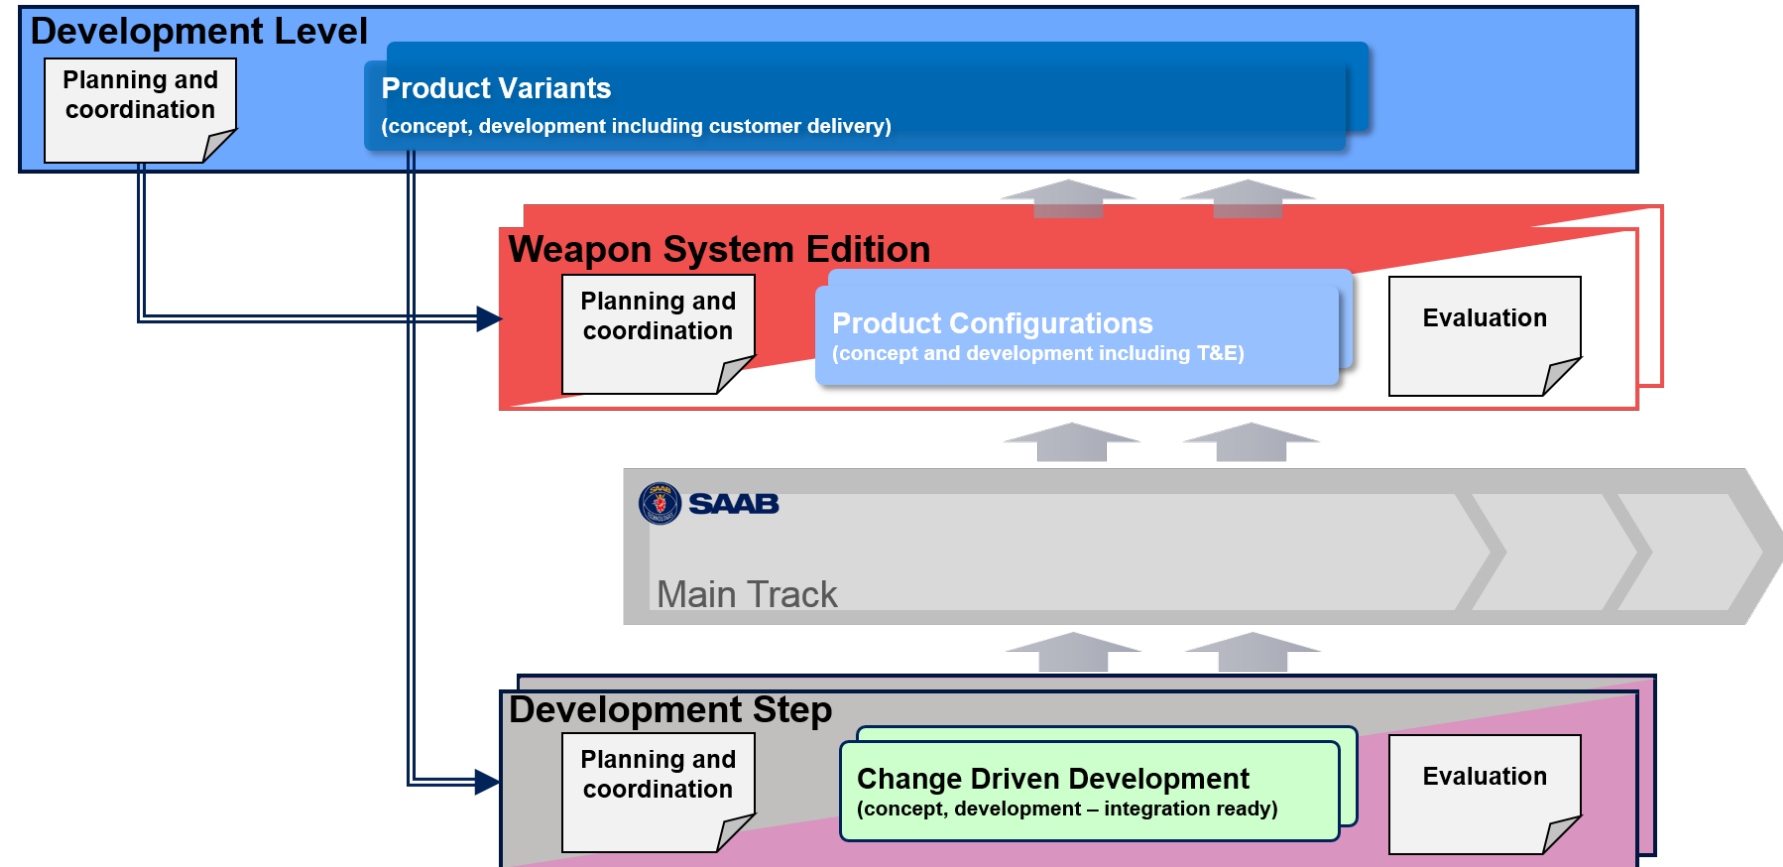 Development Level
Planning and
coordination
Product Variants
(concept, development including customer delivery)
Weapon System Edition
Planning and
coordination
Product Configurations
(concept and development including T&E)
Evaluation
SAAB
Main Track
Development Step
Planning and
coordination
Change Driven Development
(concept, development – integration ready)
Evaluation